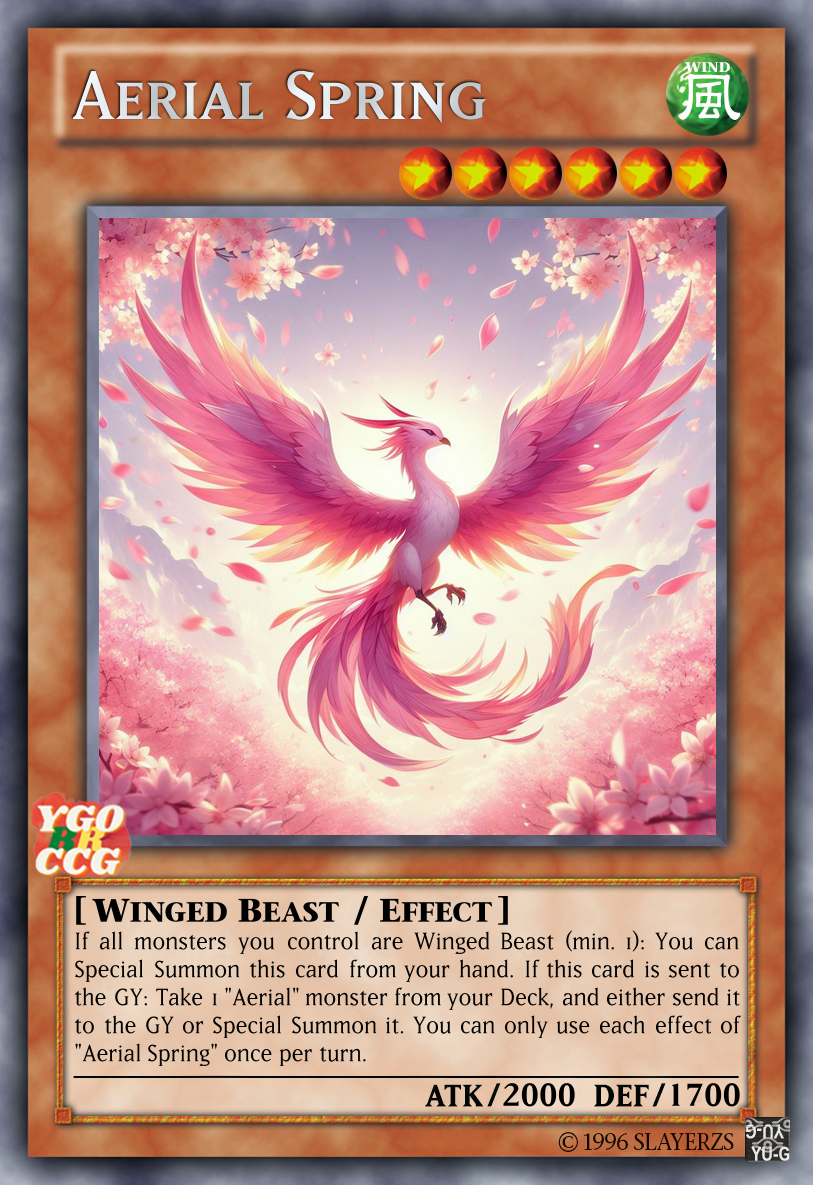 Aerial Spring
WIND
風
YGO
BR
CCG
[ Winged Beast / Effect ]
If all monsters you control are Winged Beast (min. 1): You can
Special Summon this card from your hand. If this card is sent to
the GY: Take 1 "Aerial" monster from your Deck, and either send it
to the GY or Special Summon it. You can only use each effect of
"Aerial Spring" once per turn.
ATK/2000 DEF/1700
© 1996 SLAYERZS
YU-G